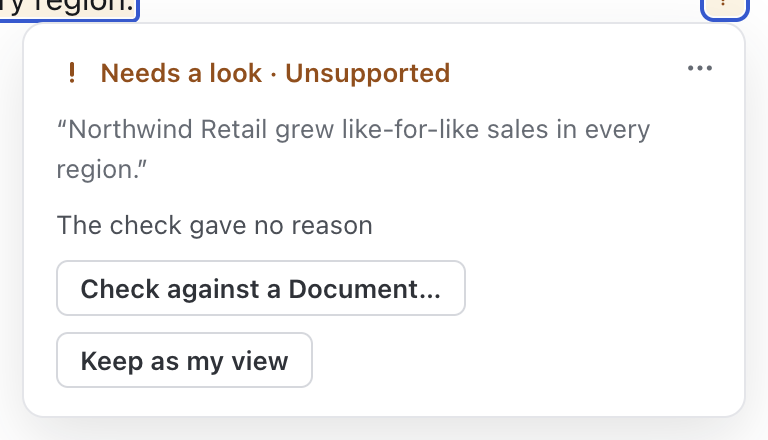 ry region.
!
! Needs a look · Unsupported
“Northwind Retail grew like-for-like sales in every
region.”
The check gave no reason
Check against a Document...
Keep as my view